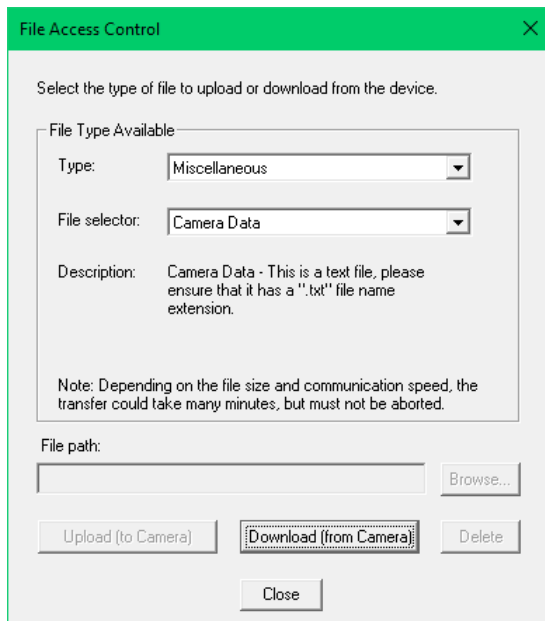 File Access Control
Select the type of file to upload or download from the device.
File Type Available
Type:
Miscellaneous
File selector:
Camera Data
Description:
Camera Data - This is a text file, please
ensure that it has a ".txt" file name
extension.
Note: Depending on the file size and communication speed, the
transfer could take many minutes, but must not be aborted.
File path:
Browse...
Upload (to Camera)
Download (from Camera)
Delete
Close